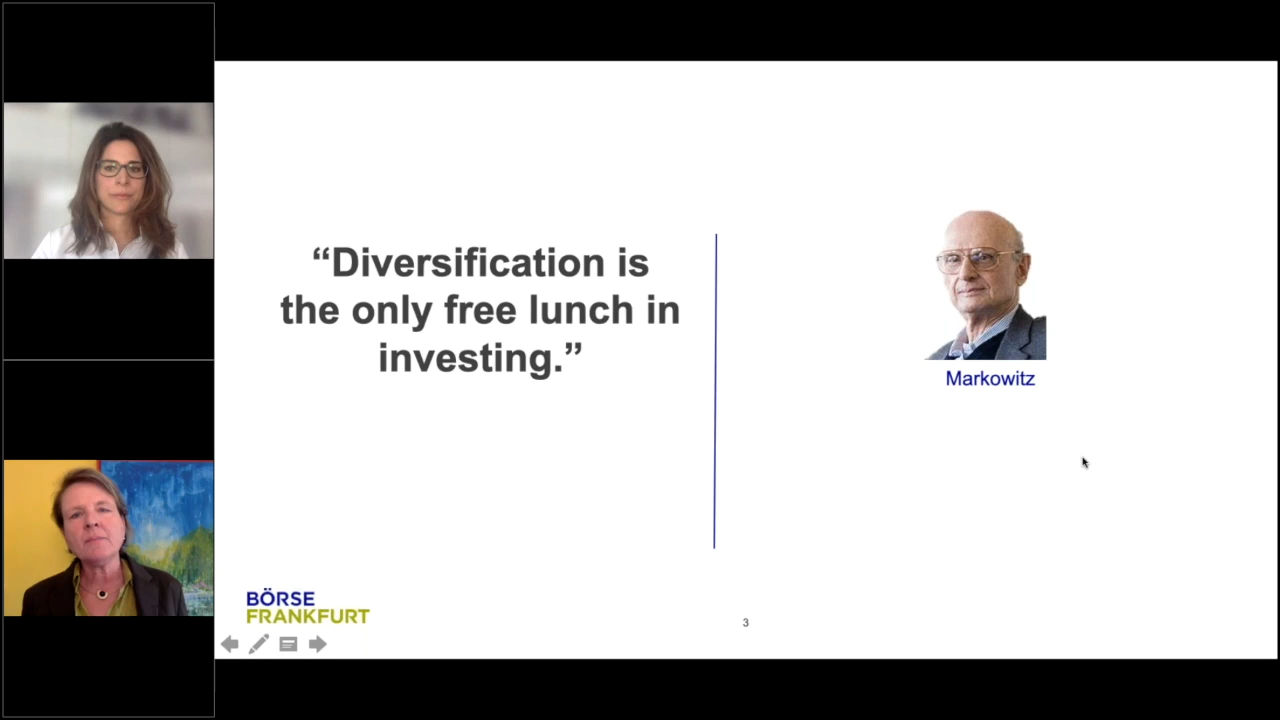 “Diversification is
the only free lunch in
investing.”
Markowitz
BÖRSE
FRANKFURT
3